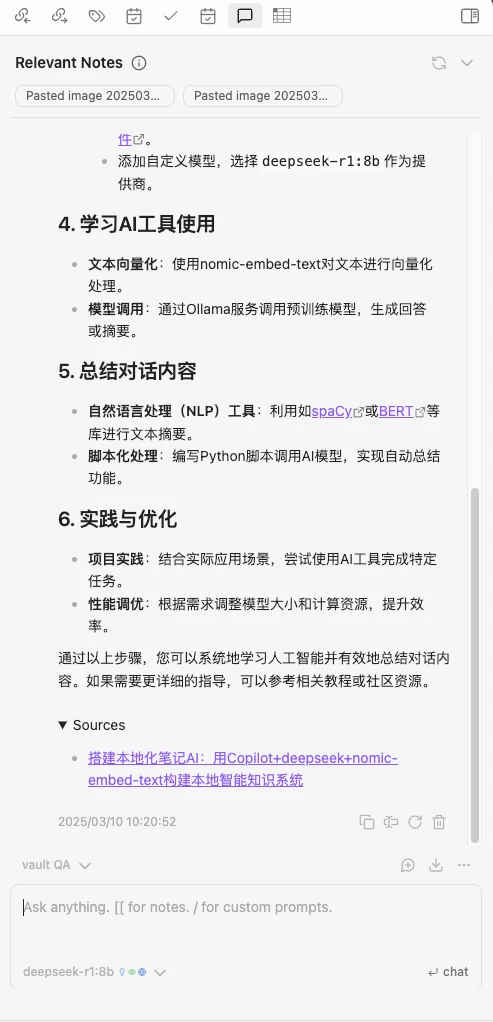 Relevant Notes
Pasted image 202503...
Pasted image 202503...
件。
添加自定义模型，选择 deepseek-r1:8b 作为提
供商。
4. 学习AI工具使用
文本向量化：使用nomic-embed-text对文本进行向量化
处理。
模型调用：通过Ollama服务调用预训练模型，生成回答
或摘要。
5. 总结对话内容
自然语言处理（NLP）工具：利用如spaCy或BERT等
库进行文本摘要。
脚本化处理：编写Python脚本调用AI模型，实现自动总结
功能。
6. 实践与优化
项目实践：结合实际应用场景，尝试使用AI工具完成特定
任务。
性能调优：根据需求调整模型大小和计算资源，提升效
率。
通过以上步骤，您可以系统地学习人工智能并有效地总结对话内
容。如果需要更详细的指导，可以参考相关教程或社区资源。
Sources
搭建本地化笔记AI：用Copilot+deepseek+nomic-
embed-text构建本地智能知识系统
2025/03/10 10:20:52
vault QA
Ask anything. [[ for notes. / for custom prompts.
deepseek-r1:8b
chat